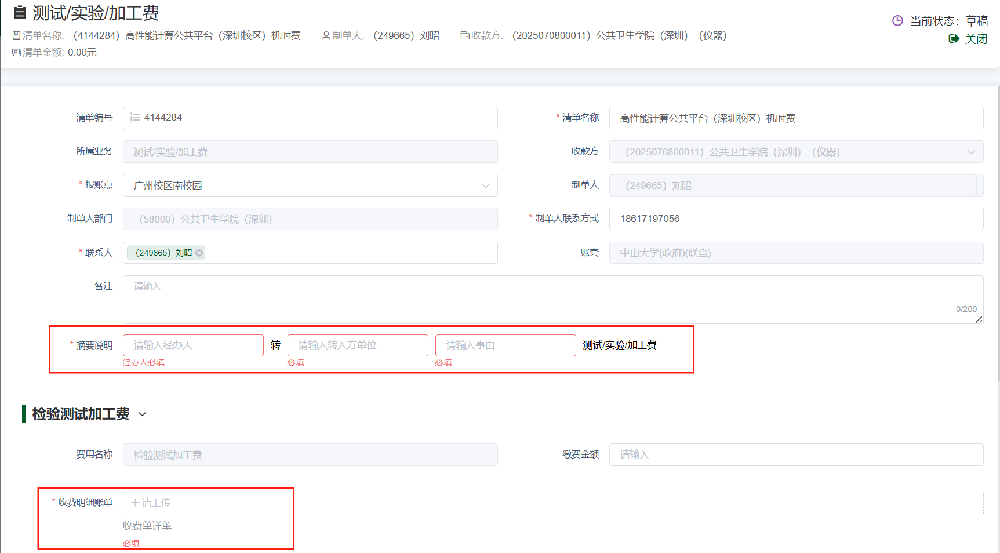 测试/实验/加工费
当前状态：草稿
清单名称: （4144284）高性能计算公共平台（深圳校区）机时费 制单人: （249665）刘昭 收款方: （2025070800011）公共卫生学院（深圳）（仪器）
关闭
清单金额: 0.00元
清单编号 4144284 * 清单名称 高性能计算公共平台（深圳校区）机时费
所属业务 测试/实验/加工费 收款方 （2025070800011）公共卫生学院（深圳）（仪器）
* 报账点 广州校区南校园 制单人 （249665）刘昭
制单人部门 （58000）公共卫生学院（深圳） * 制单人联系方式 18617197056
* 联系人 （249665）刘昭 账套 中山大学(政府)(联查)
备注 请输入
0/200
* 摘要说明 请输入经办人 转 请输入转入方单位 请输入事由 测试/实验/加工费
经办人必填 必填 必填
检验测试加工费
费用名称 检验测试加工费 缴费金额 请输入
* 收费明细账单 请上传
收费单详单
必填